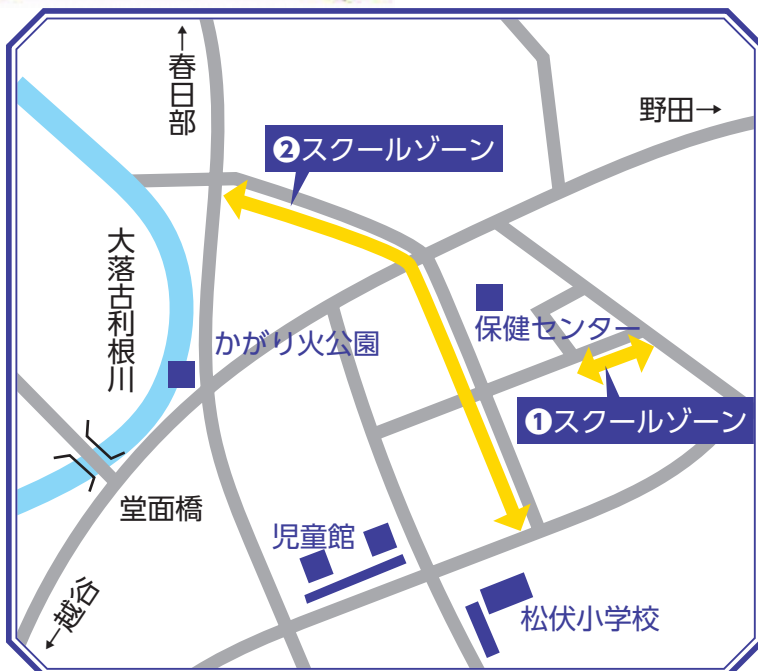 ↑春日部
野田→
❷スクールゾーン
大落古利根川
保健センター
かがり火公園
❶スクールゾーン
堂面橋
児童館
←越谷
松伏小学校